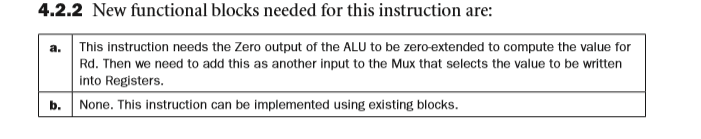 4.2.2 New functional blocks needed for this instruction are:
a. This instruction needs the Zero output of the ALU to be zero-extended to compute the value for
Rd. Then we need to add this as another input to the Mux that selects the value to be written
into Registers.
b. None. This instruction can be implemented using existing blocks.